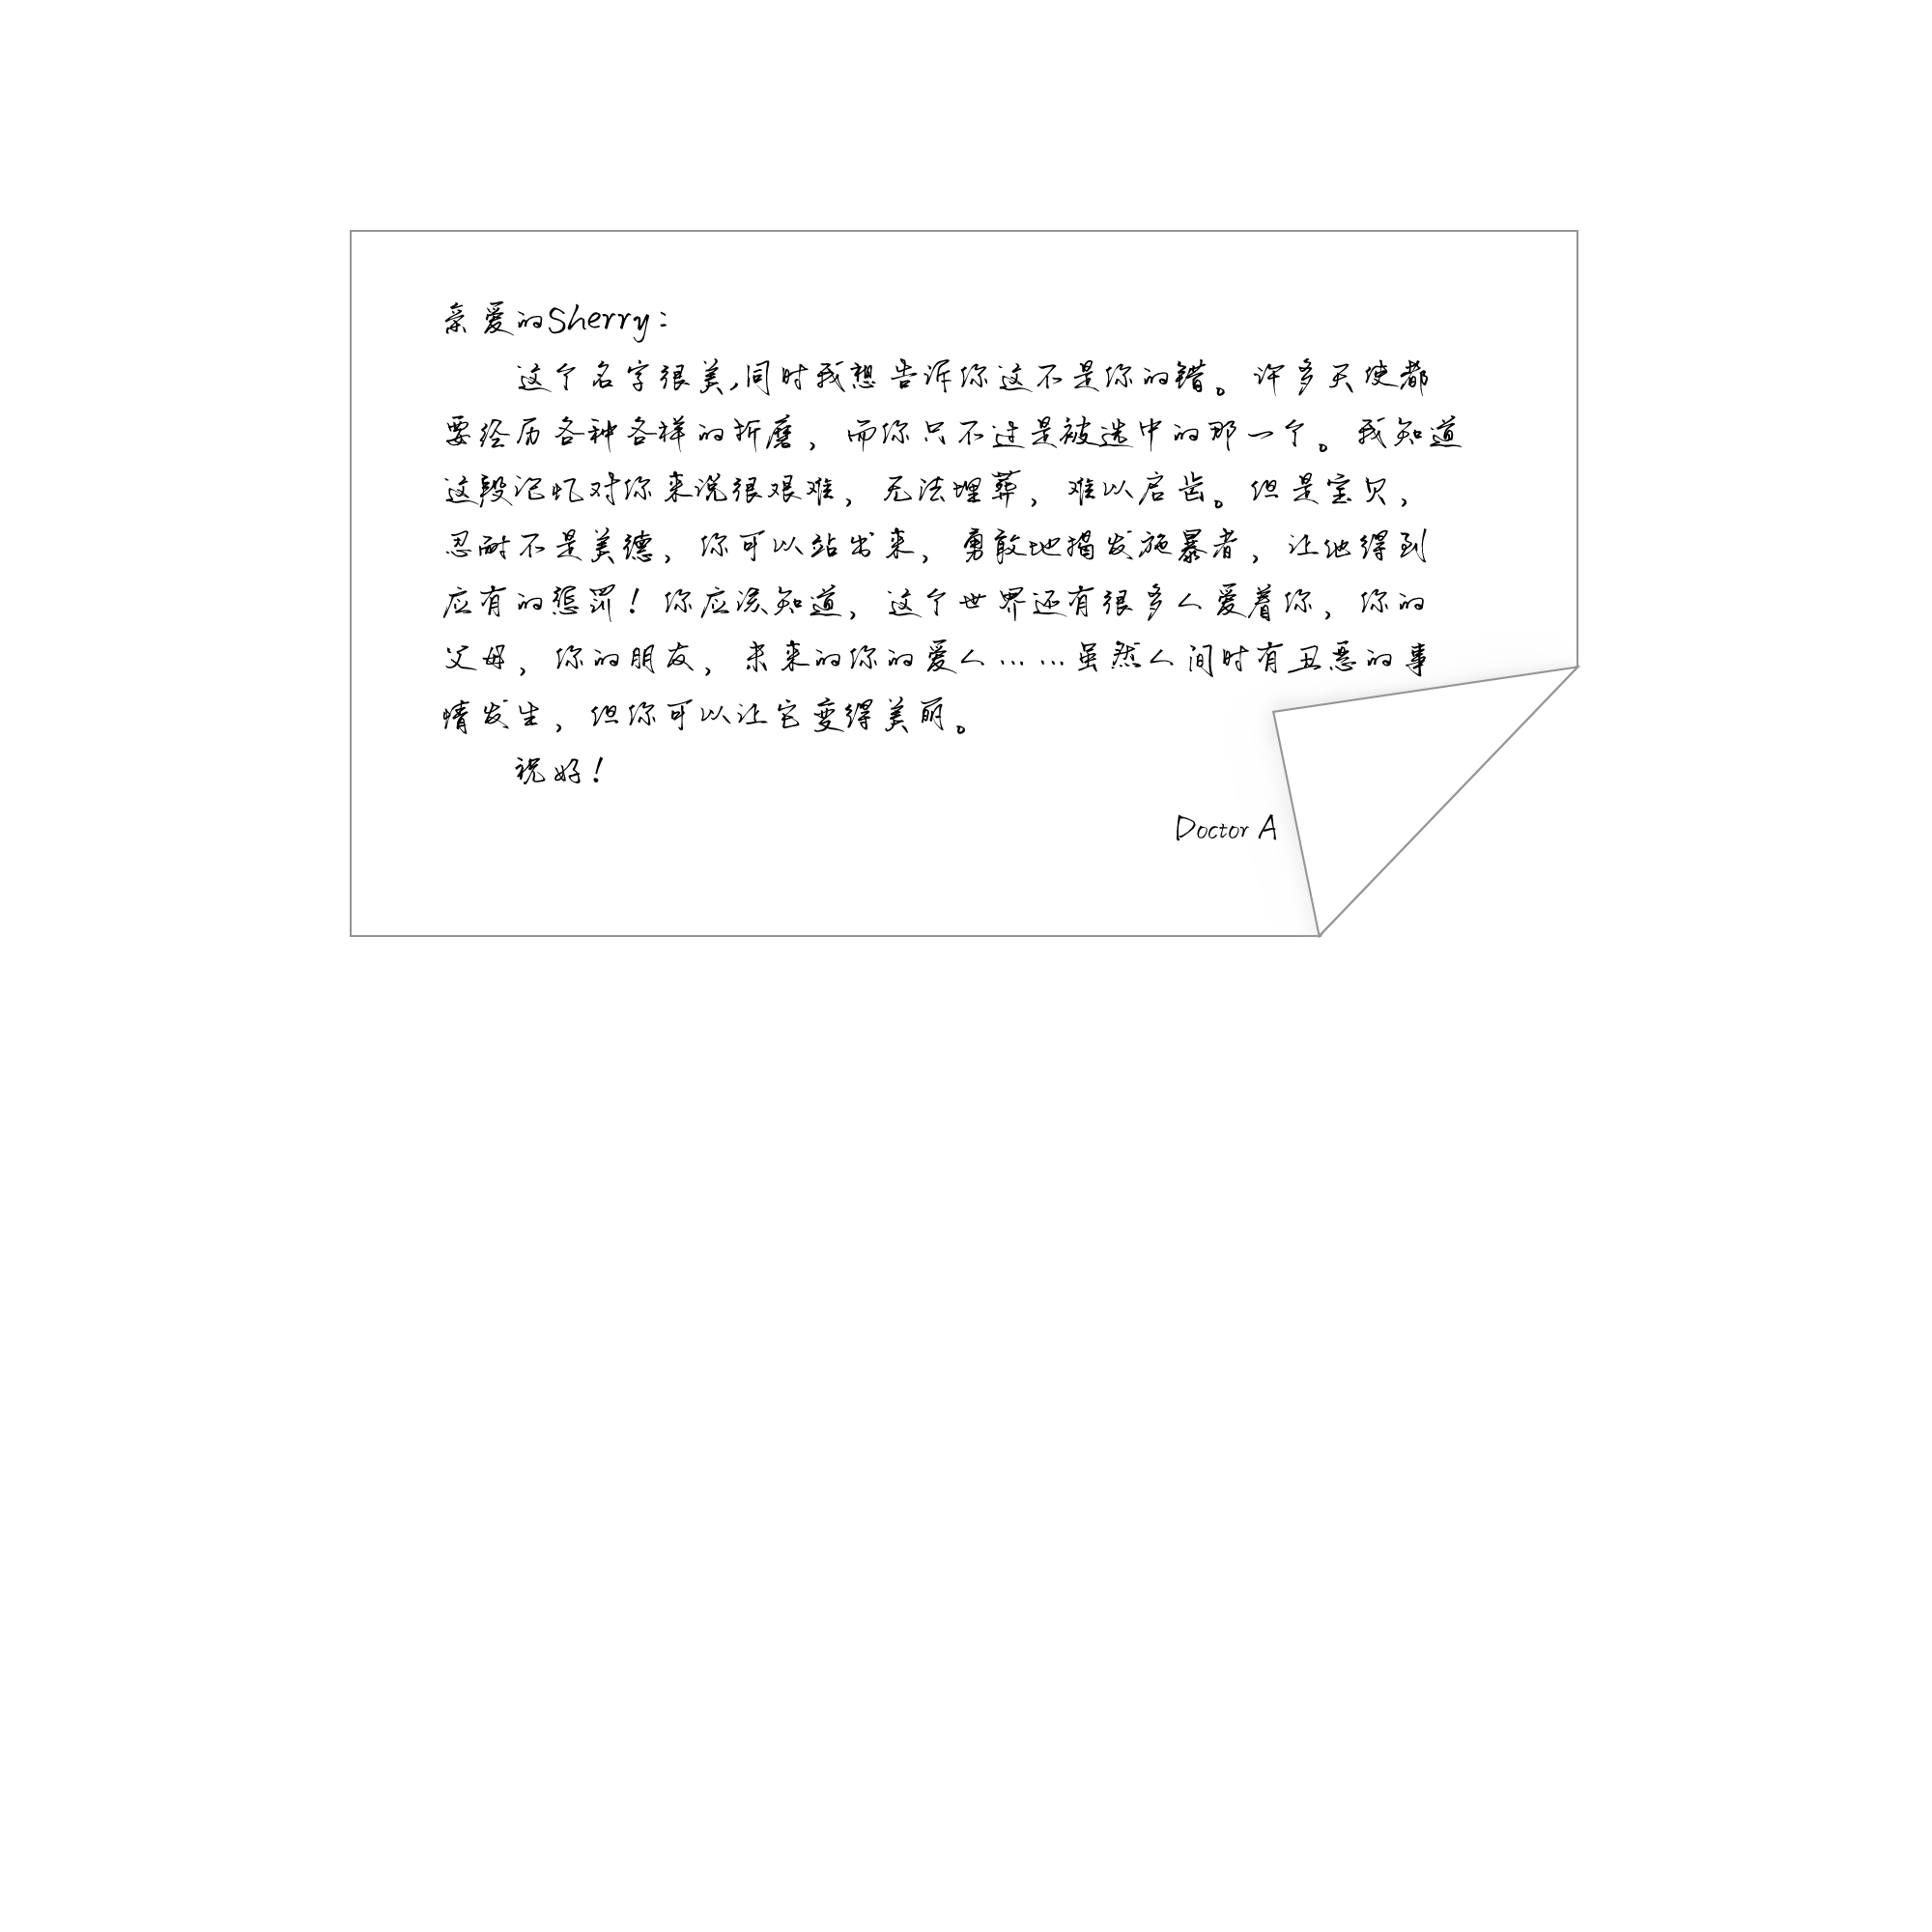 亲爱的Sherry：
这个名字很美,同时我想告诉你这不是你的错。许多天使都
要经历各种各样的折磨，而你只不过是被选中的那一个。我知道
这段记忆对你来说很艰难，无法埋葬，难以启齿。但是宝贝，
忍耐不是美德，你可以站出来，勇敢地揭发施暴者，让他得到
应有的惩罚！你应该知道，这个世界还有很多人爱着你，你的
父母，你的朋友，未来的你的爱人……虽然人间时有丑恶的事
情发生，但你可以让它变得美丽。
祝好！
Doctor A